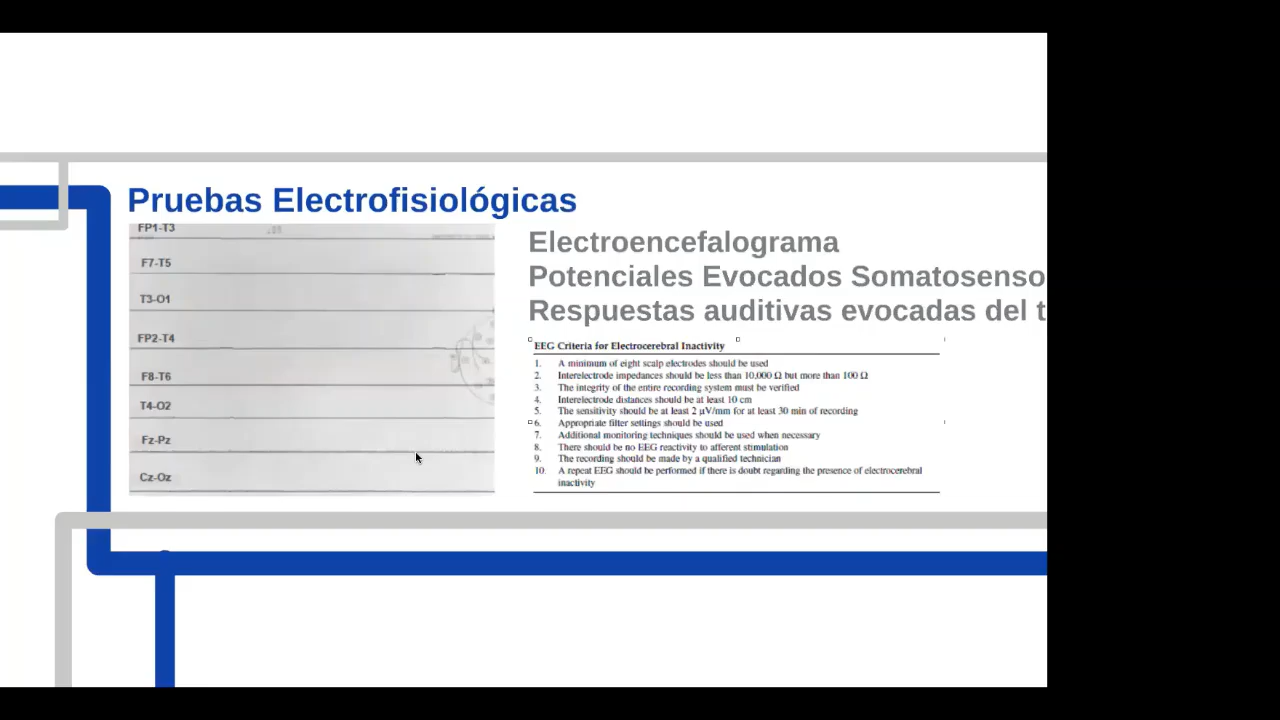 Pruebas Electrofisiológicas
FP1-T3
F7-T5
T3-O1
FP2-T4
F8-T6
T4-O2
Fz-Pz
Cz-Oz
Electroencefalograma
Potenciales Evocados Somatosenso
Respuestas auditivas evocadas del t
EEG Criteria for Electrocerebral Inactivity
1. A minimum of eight scalp electrodes should be used
2. Interelectrode impedances should be less than 10,000 Ω but more than 100 Ω
3. The integrity of the entire recording system must be verified
4. Interelectrode distances should be at least 10 cm
5. The sensitivity should be at least 2 μV/mm for at least 30 min of recording
6. Appropriate filter settings should be used
7. Additional monitoring techniques should be used when necessary
8. There should be no EEG reactivity to afferent stimulation
9. The recording should be made by a qualified technician
10. A repeat EEG should be performed if there is doubt regarding the presence of electrocerebral
inactivity